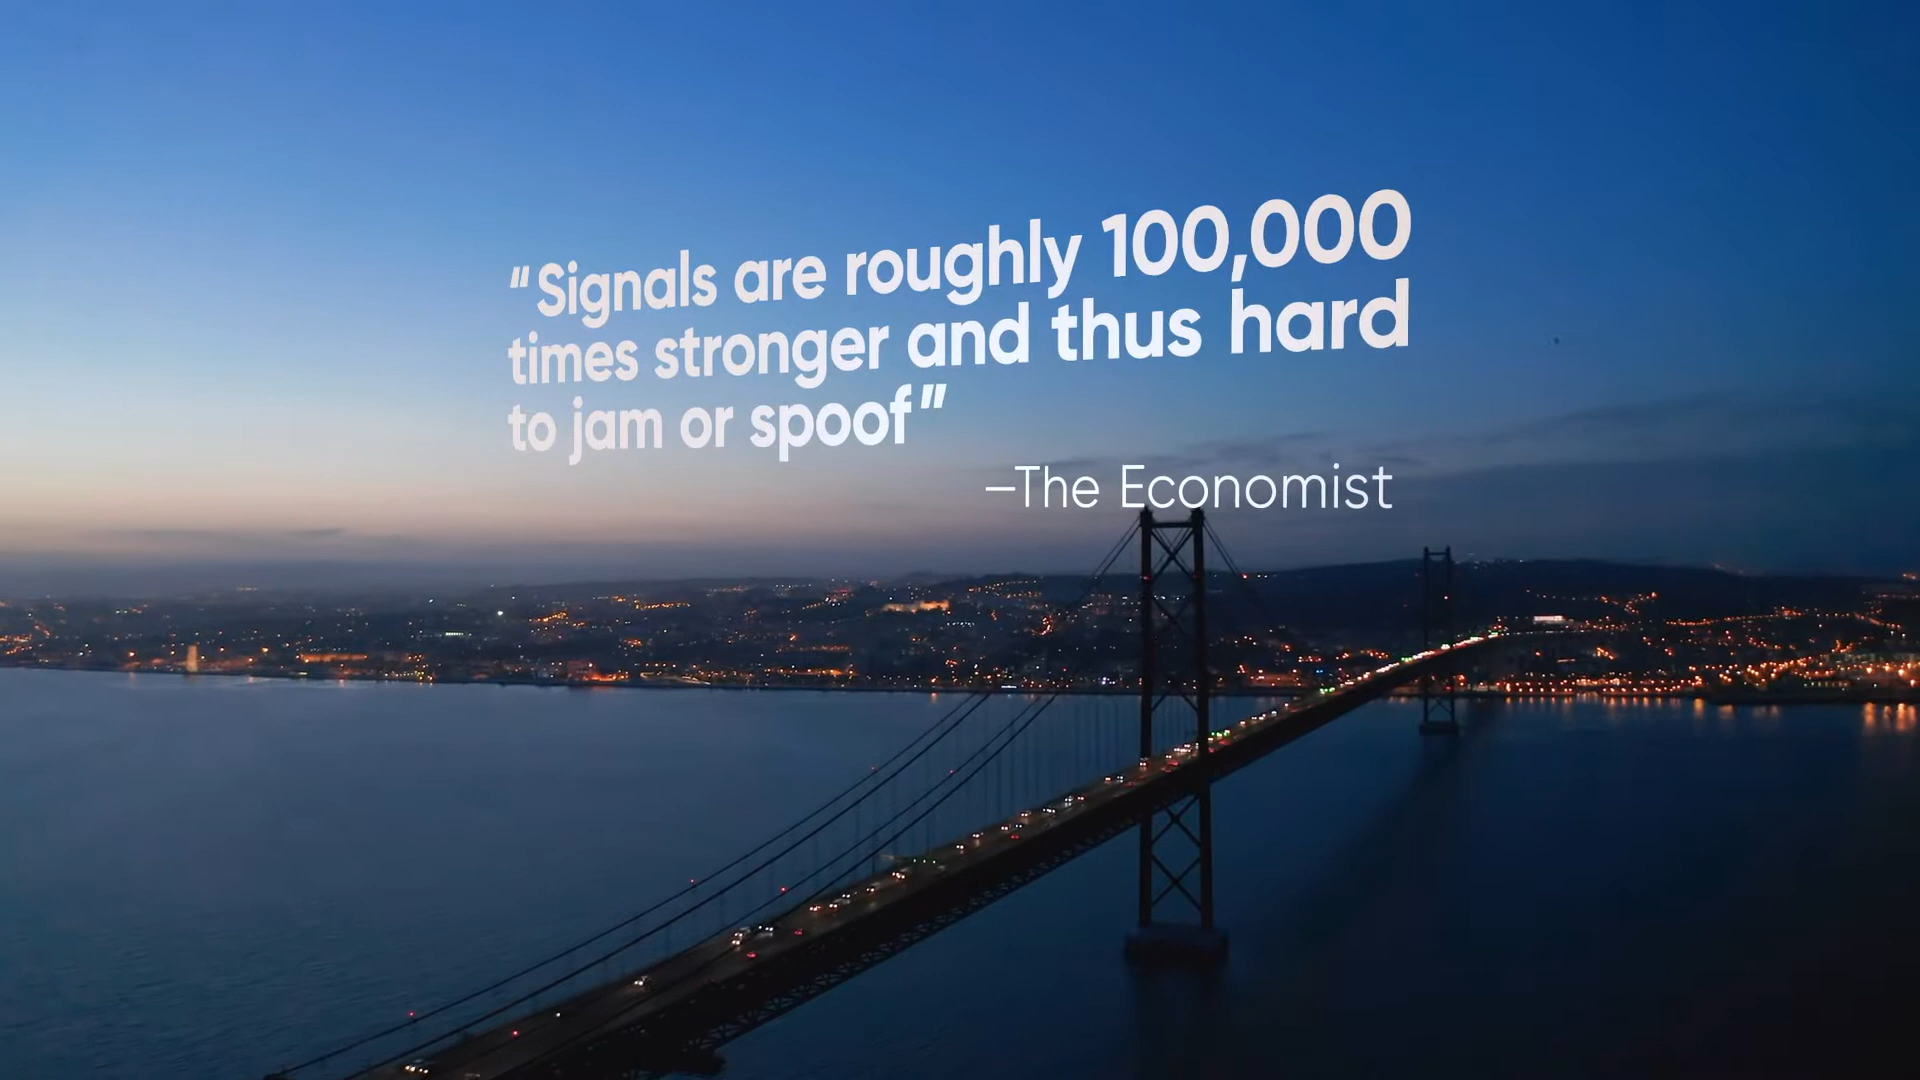 “Signals are roughly 100,000
times stronger and thus hard
to jam or spoof”
–The Economist